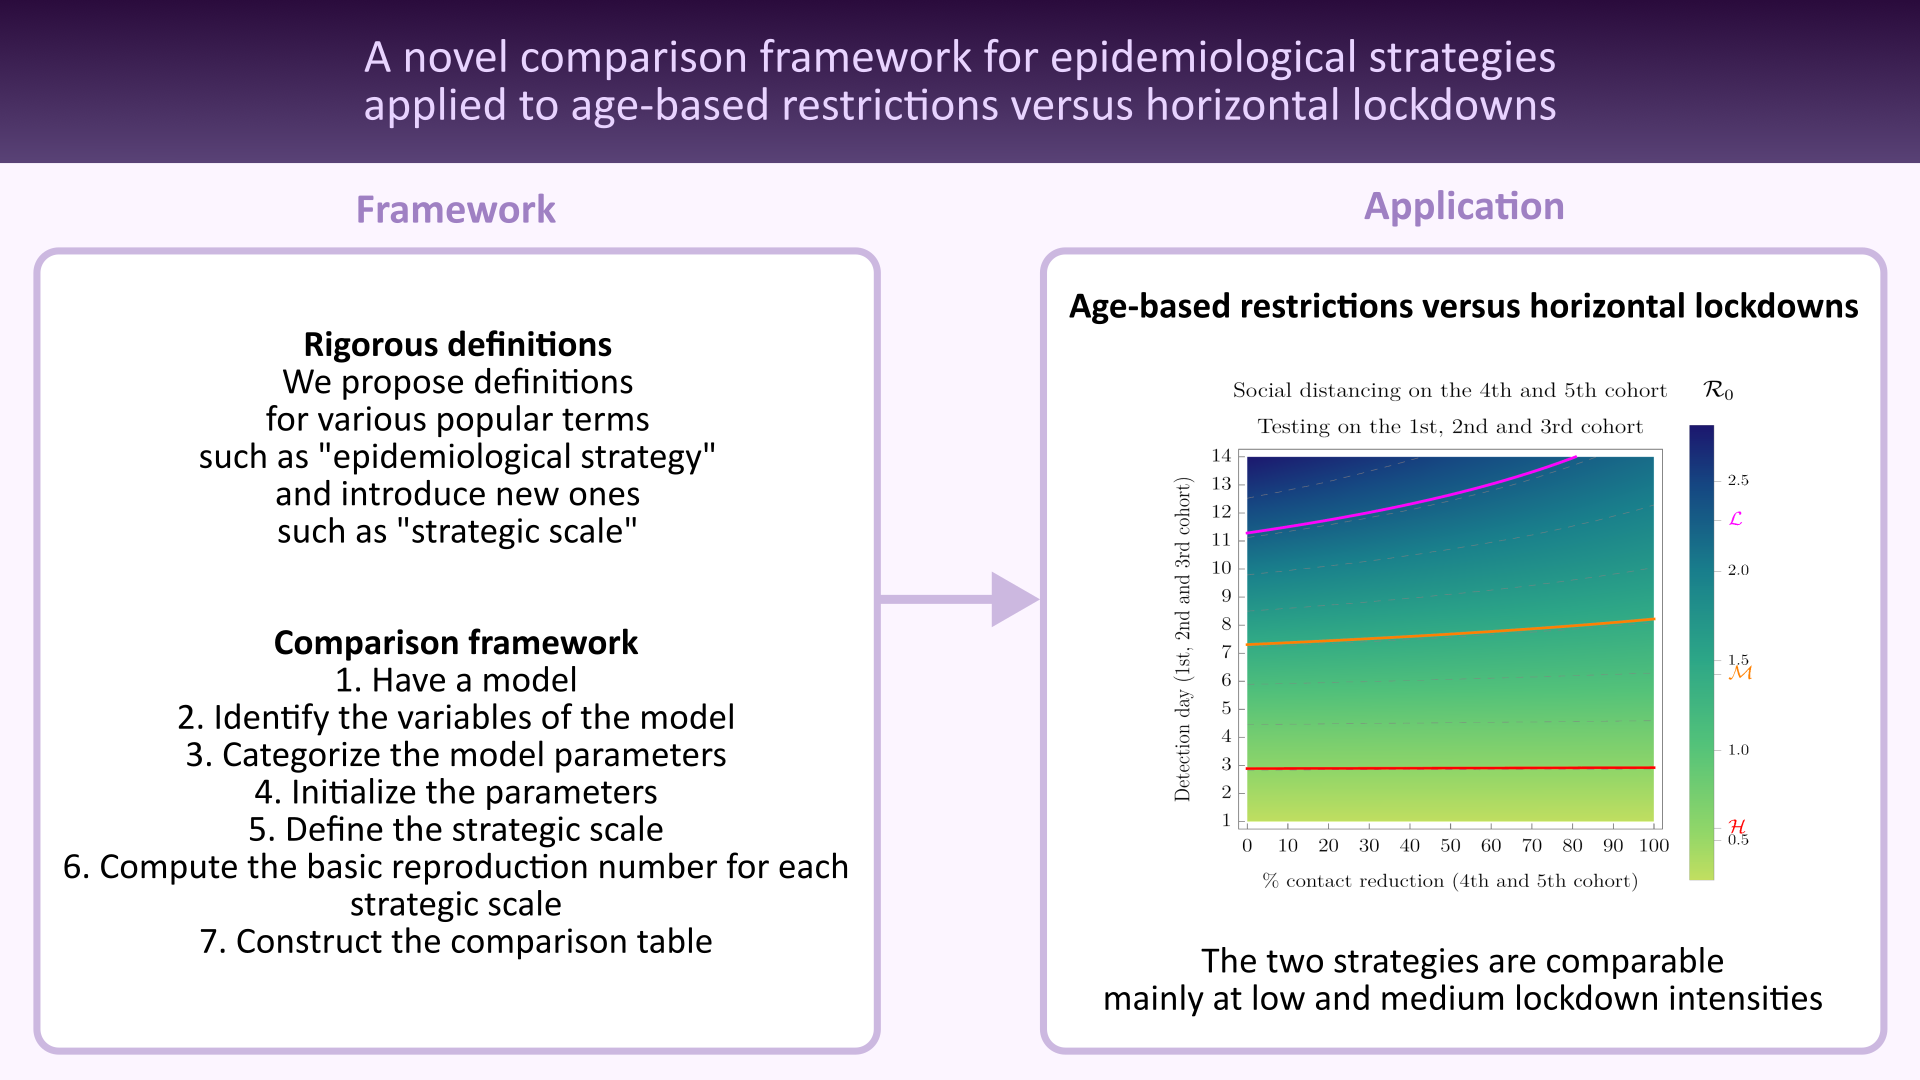 A novel comparison framework for epidemiological strategies
applied to age-based restrictions versus horizontal lockdowns
Framework
Rigorous definitions
We propose definitions
for various popular terms
such as "epidemiological strategy"
and introduce new ones
such as "strategic scale"
Comparison framework
1. Have a model
2. Identify the variables of the model
3. Categorize the model parameters
4. Initialize the parameters
5. Define the strategic scale
6. Compute the basic reproduction number for each
strategic scale
7. Construct the comparison table
Application
Age-based restrictions versus horizontal lockdowns
Social distancing on the 4th and 5th cohort
Testing on the 1st, 2nd and 3rd cohort
Detection day (1st, 2nd and 3rd cohort)
14
13
12
11
10
9
8
7
6
5
4
3
2
1
0 10 20 30 40 50 60 70 80 90 100
% contact reduction (4th and 5th cohort)
ℛ₀
2.5
ℒ
2.0
1.5
ℳ
1.0
ℋ
0.5
The two strategies are comparable
mainly at low and medium lockdown intensities